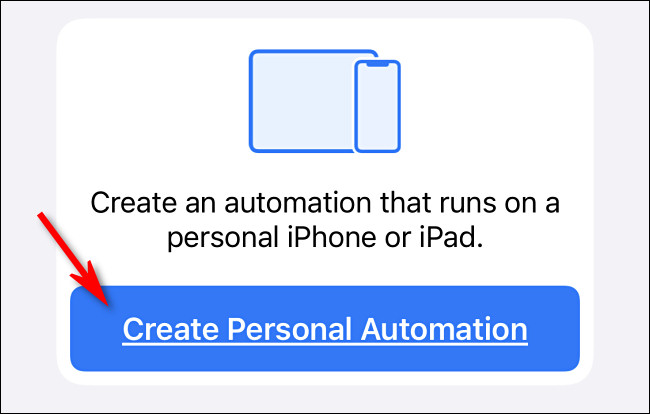 Create an automation that runs on a
personal iPhone or iPad.
Create Personal Automation